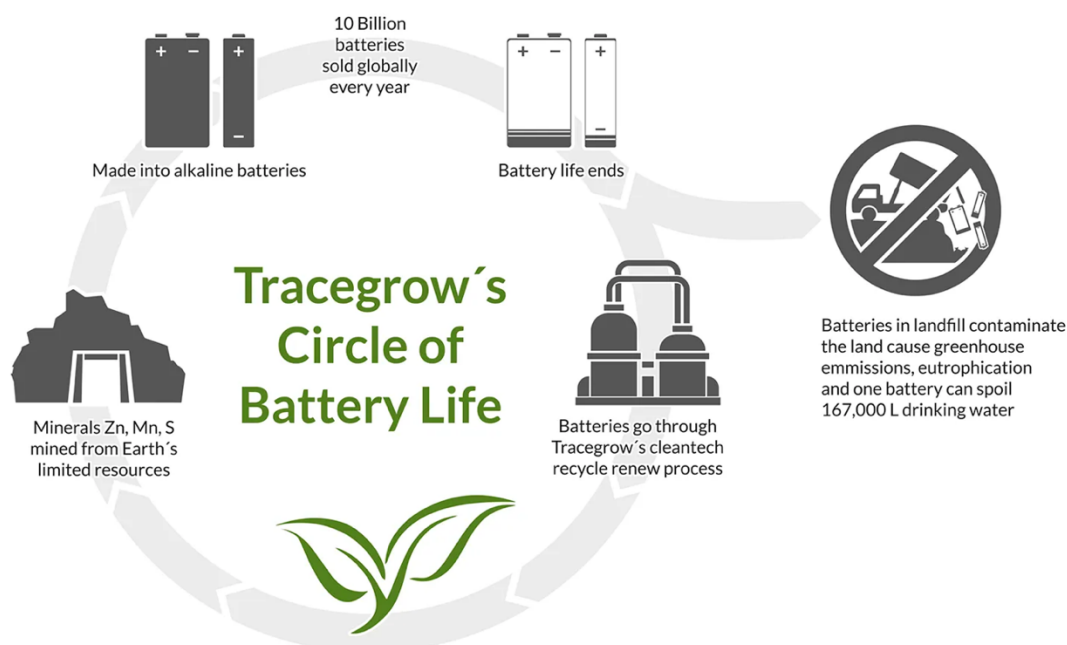 10 Billion
batteries
sold globally
every year
+ − +
−
+ − +
−
Made into alkaline batteries
Battery life ends
Tracegrow´s
Circle of
Battery Life
Minerals Zn, Mn, S
mined from Earth´s
limited resources
Batteries go through
Tracegrow´s cleantech
recycle renew process
Batteries in landfill contaminate
the land cause greenhouse
emmissions, eutrophication
and one battery can spoil
167,000 L drinking water